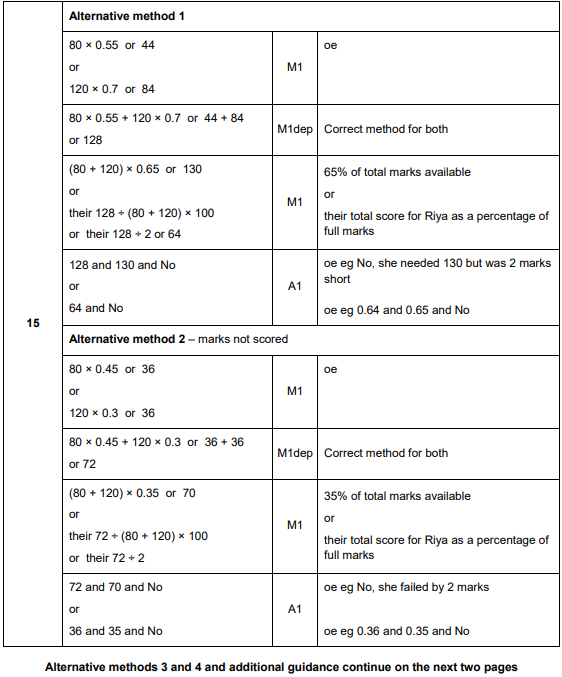 Alternative method 1
80 × 0.55 or 44
or
120 × 0.7 or 84
M1
oe
80 × 0.55 + 120 × 0.7 or 44 + 84
or 128
M1dep
Correct method for both
(80 + 120) × 0.65 or 130
or
their 128 ÷ (80 + 120) × 100
or their 128 ÷ 2 or 64
M1
65% of total marks available
or
their total score for Riya as a percentage of
full marks
128 and 130 and No
or
64 and No
A1
oe eg No, she needed 130 but was 2 marks
short
oe eg 0.64 and 0.65 and No
15
Alternative method 2 – marks not scored
80 × 0.45 or 36
or
120 × 0.3 or 36
M1
oe
80 × 0.45 + 120 × 0.3 or 36 + 36
or 72
M1dep
Correct method for both
(80 + 120) × 0.35 or 70
or
their 72 ÷ (80 + 120) × 100
or their 72 ÷ 2
M1
35% of total marks available
or
their total score for Riya as a percentage of
full marks
72 and 70 and No
or
36 and 35 and No
A1
oe eg No, she failed by 2 marks
oe eg 0.36 and 0.35 and No
Alternative methods 3 and 4 and additional guidance continue on the next two pages